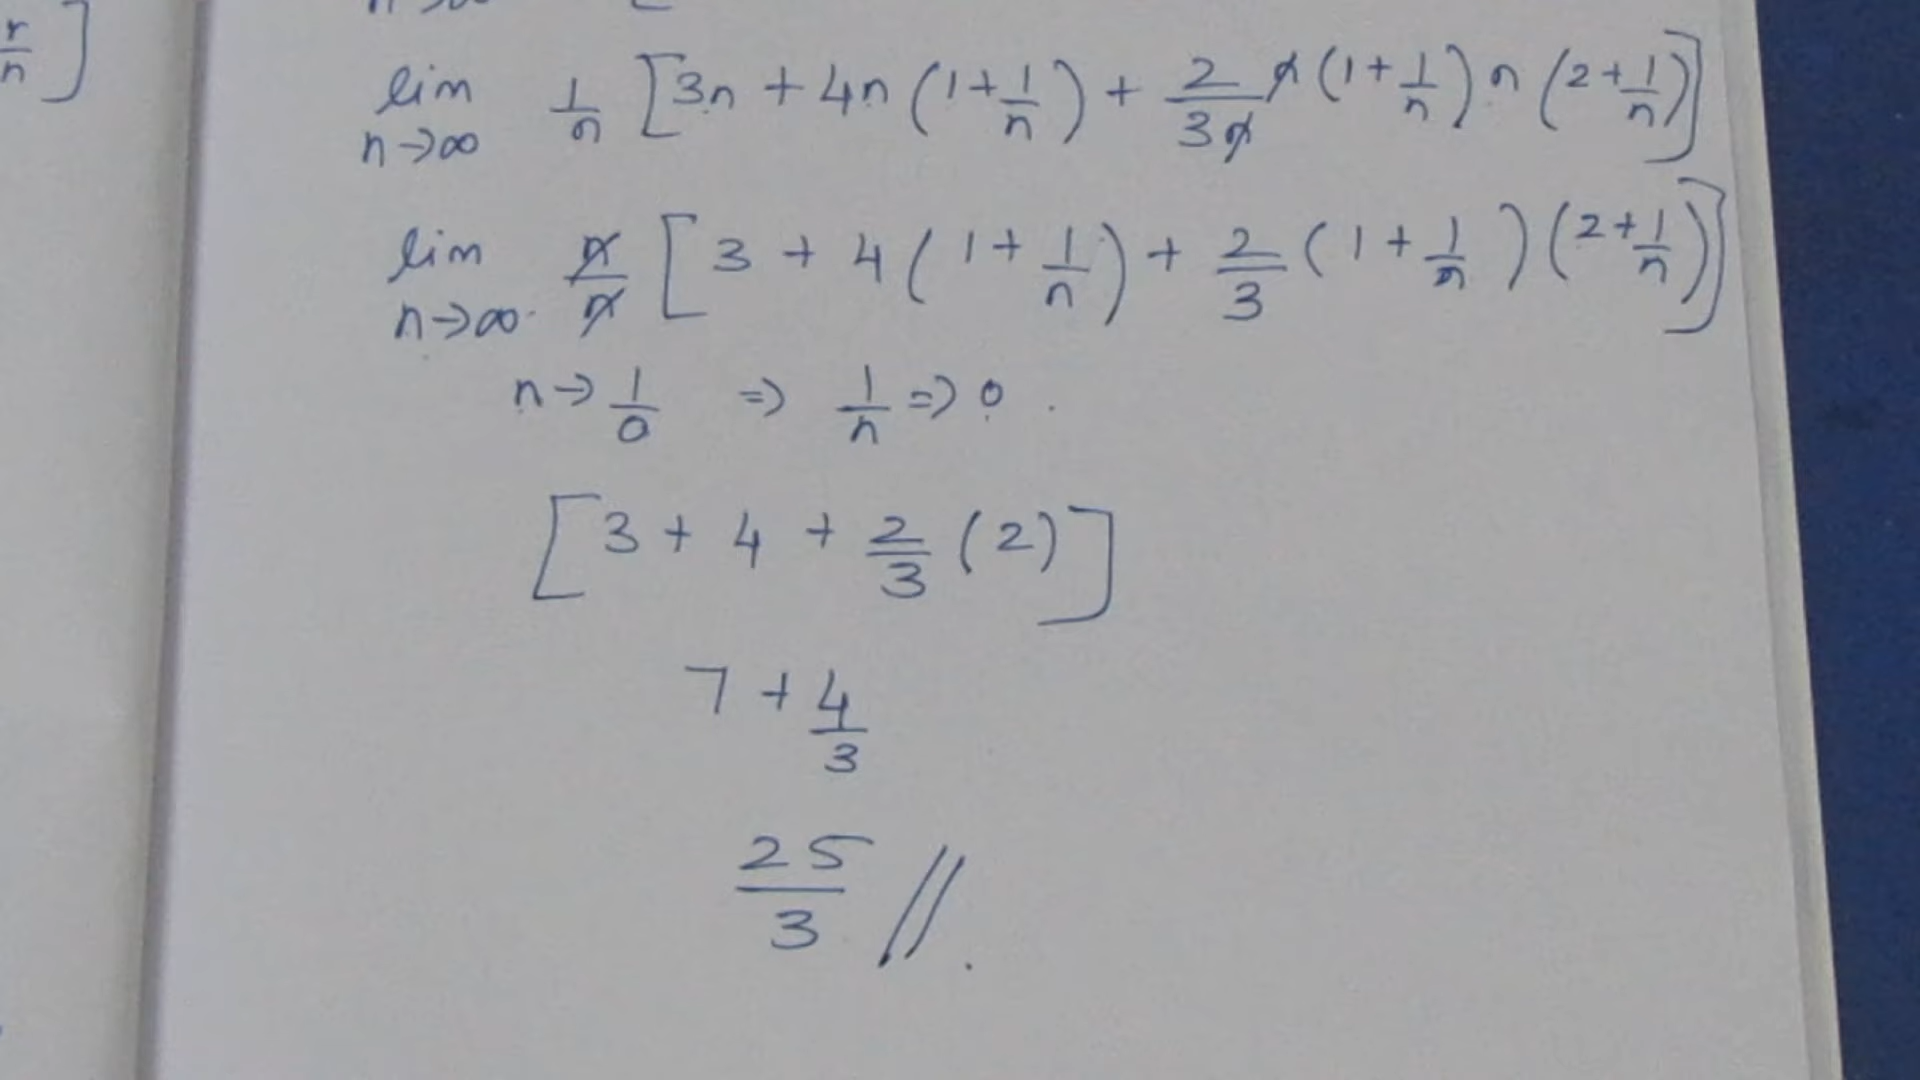 r/n ]
lim n→∞ 1/n [3n + 4n (1+1/n) + 2/3n n (1+1/n) n (2+1/n)]
lim n→∞ n/n [3 + 4 (1+1/n) + 2/3 (1+1/n) (2+1/n)]
n→ 1/0 => 1/n => 0 .
[3 + 4 + 2/3 (2)]
7 + 4/3
25/3 //.